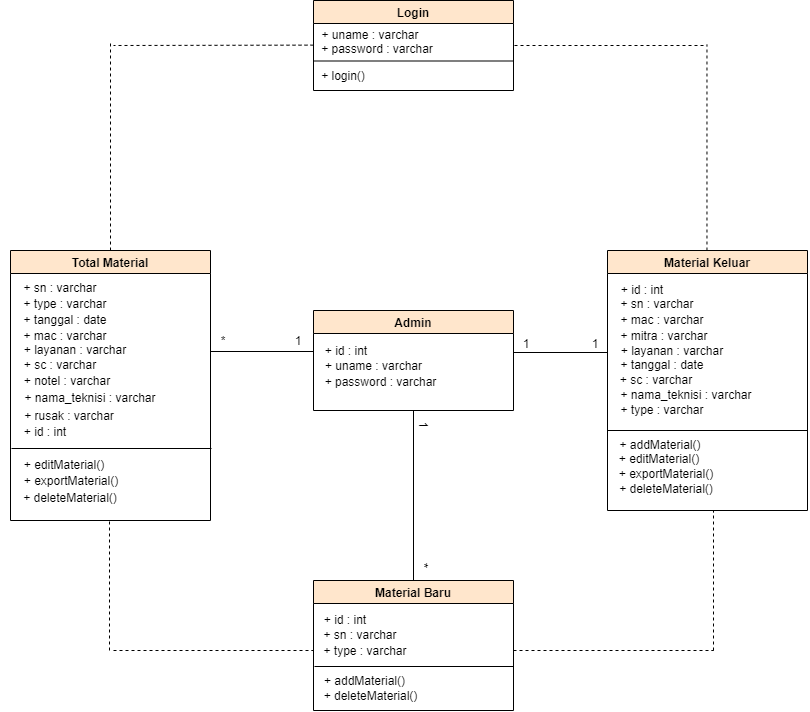 Login
+ uname : varchar
+ password : varchar
+ login()
Total Material
+ sn : varchar
+ type : varchar
+ tanggal : date
+ mac : varchar
+ layanan : varchar
+ sc : varchar
+ notel : varchar
+ nama_teknisi : varchar
+ rusak : varchar
+ id : int
+ editMaterial()
+ exportMaterial()
+ deleteMaterial()
* 1
Admin
+ id : int
+ uname : varchar
+ password : varchar
1 1
Material Keluar
+ id : int
+ sn : varchar
+ mac : varchar
+ mitra : varchar
+ layanan : varchar
+ tanggal : date
+ sc : varchar
+ nama_teknisi : varchar
+ type : varchar
+ addMaterial()
+ editMaterial()
+ exportMaterial()
+ deleteMaterial()
1
*
Material Baru
+ id : int
+ sn : varchar
+ type : varchar
+ addMaterial()
+ deleteMaterial()